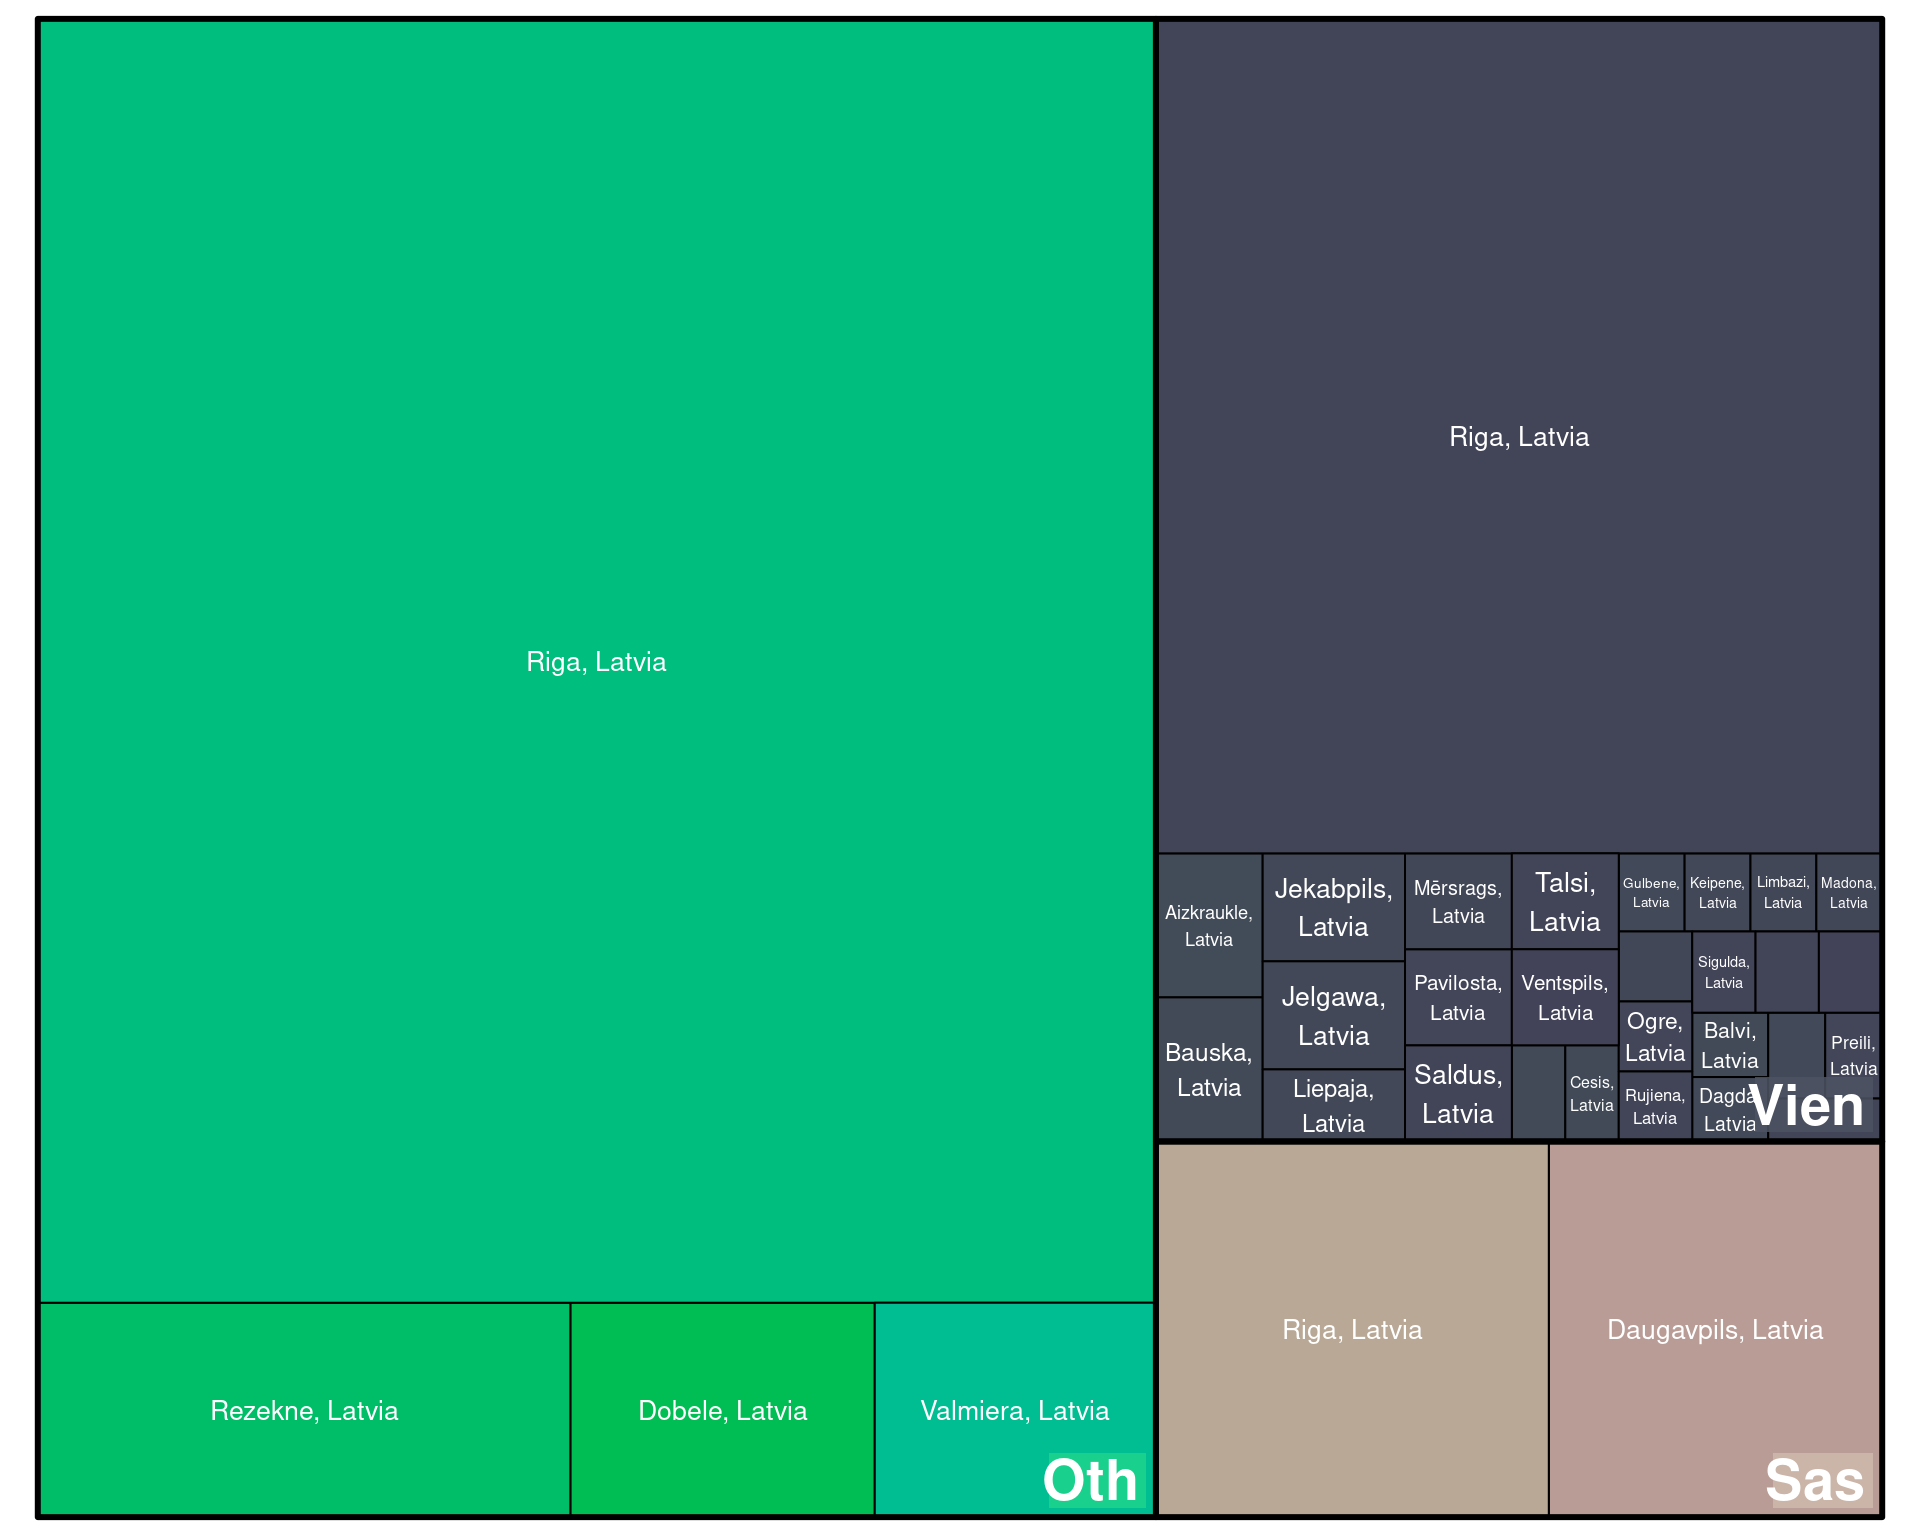 Riga, Latvia
Rezekne, Latvia
Dobele, Latvia
Valmiera, Latvia
Oth
Riga, Latvia
Aizkraukle,
Latvia
Bauska,
Latvia
Jekabpils,
Latvia
Jelgawa,
Latvia
Liepaja,
Latvia
Mērsrags,
Latvia
Pavilosta,
Latvia
Saldus,
Latvia
Talsi,
Latvia
Ventspils,
Latvia
Cesis,
Latvia
Gulbene,
Latvia
Keipene,
Latvia
Limbazi,
Latvia
Madona,
Latvia
Ogre,
Latvia
Rujiena,
Latvia
Sigulda,
Latvia
Balvi,
Latvia
Dagda
Latvia
Preili,
Latvia
Vien
Riga, Latvia
Daugavpils, Latvia
Sas